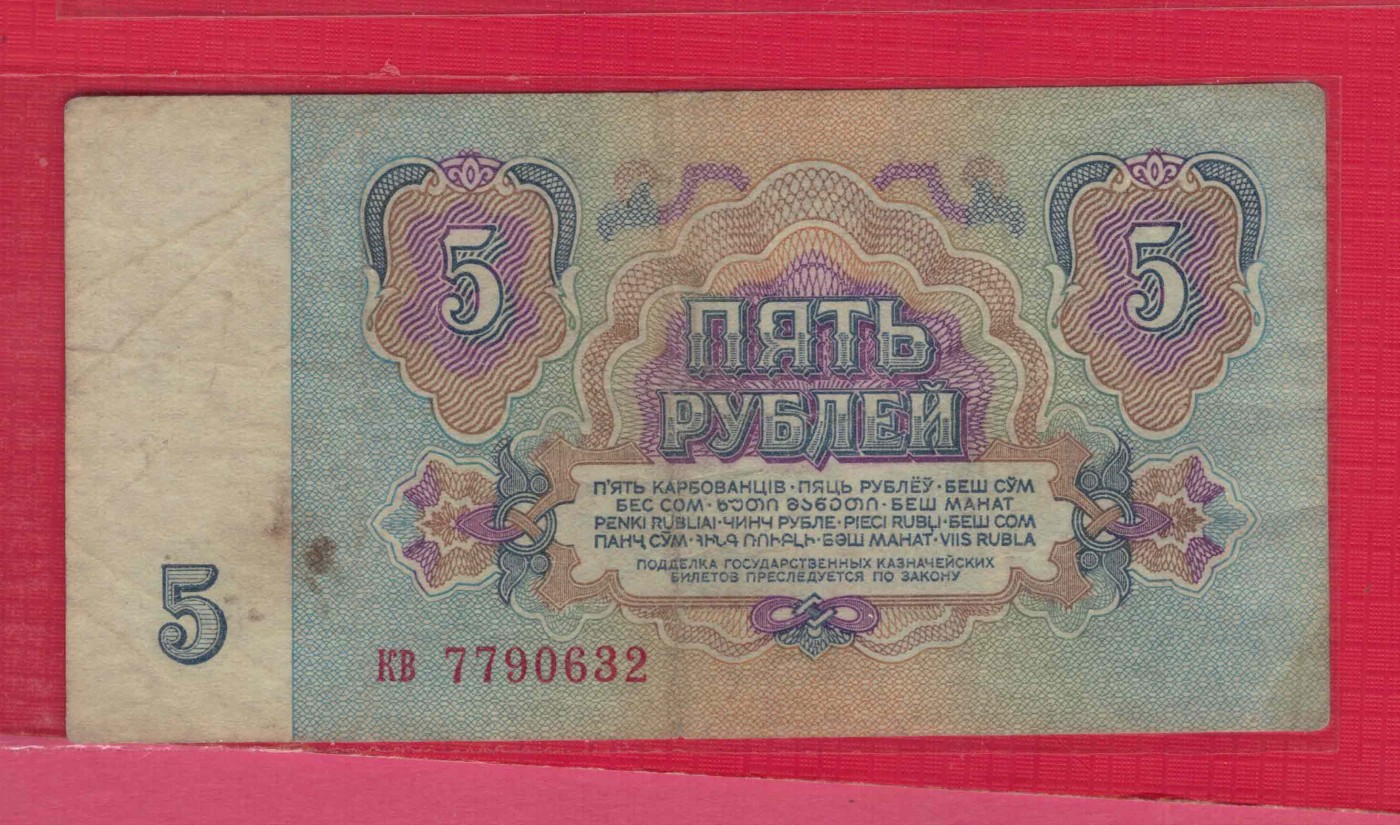 5
5
ПЯТЬ
РУБЛЕЙ
П'ЯТЬ КАРБОВАНЦІВ · ПЯЦЬ РУБЛЁЎ · БЕШ СЎМ
БЕС СОМ · ხუთი მანეთი · БЕШ МАНАТ
PENKI RUBLIAI · ЧИНЧ РУБЛЕ · PIECI RUBĻI · БЕШ СОМ
ПАНҶ СӮМ · ՀԻՆԳ ՌՈՒԲԼԻ · БӘШ МАНАТ · VIIS RUBLA
ПОДДЕЛКА ГОСУДАРСТВЕННЫХ КАЗНАЧЕЙСКИХ
БИЛЕТОВ ПРЕСЛЕДУЕТСЯ ПО ЗАКОНУ
5
КВ 7790632